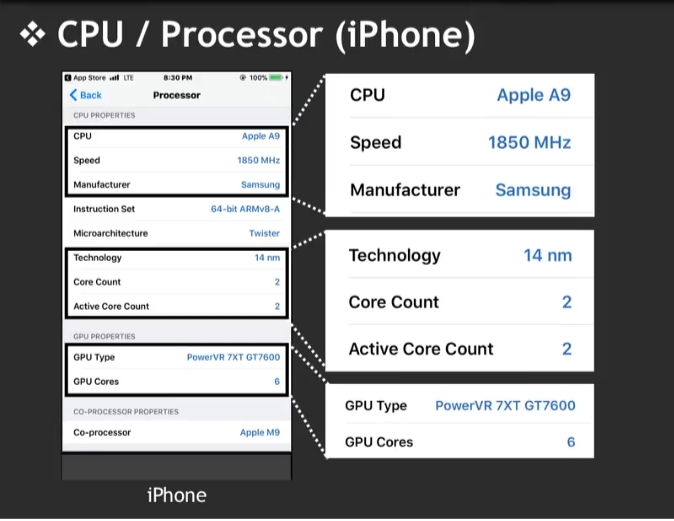 ❖ CPU / Processor (iPhone)
App Store LTE 8:30 PM 100%
Back Processor
CPU PROPERTIES
CPU Apple A9
Speed 1850 MHz
Manufacturer Samsung
Instruction Set 64-bit ARMv8-A
Microarchitecture Twister
Technology 14 nm
Core Count 2
Active Core Count 2
GPU PROPERTIES
GPU Type PowerVR 7XT GT7600
GPU Cores 6
CO-PROCESSOR PROPERTIES
Co-processor Apple M9
iPhone
CPU Apple A9
Speed 1850 MHz
Manufacturer Samsung
Technology 14 nm
Core Count 2
Active Core Count 2
GPU Type PowerVR 7XT GT7600
GPU Cores 6